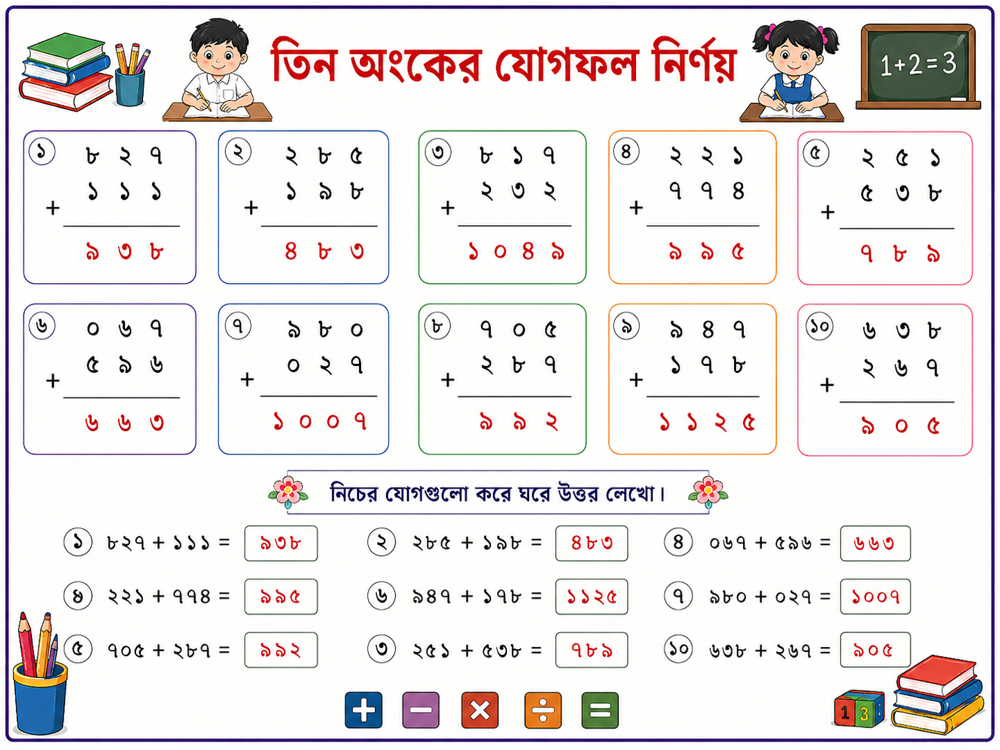 তিন অংকের যোগফল নির্ণয়
1+2=3
১
৮ ২ ৭
১ ১ ১
+
৯ ৩ ৮
২
২ ৮ ৫
১ ৯ ৮
+
৪ ৮ ৩
৩
৮ ১ ৭
২ ৩ ২
+
১ ০ ৪ ৯
৪
২ ২ ১
৭ ৭ ৪
+
৯ ৯ ৫
৫
২ ৫ ১
৫ ৩ ৮
+
৭ ৮ ৯
৬
০ ৬ ৭
৫ ৯ ৬
+
৬ ৬ ৩
৭
৯ ৮ ০
০ ২ ৭
+
১ ০ ০ ৭
৮
৭ ০ ৫
২ ৮ ৭
+
৯ ৯ ২
৯
৯ ৪ ৭
১ ৭ ৮
+
১ ১ ২ ৫
১০
৬ ৩ ৮
২ ৬ ৭
+
৯ ০ ৫
নিচের যোগগুলো করে ঘরে উত্তর লেখো।
১ ৮২৭ + ১১১ = ৯৩৮
২ ২৮৫ + ১৯৮ = ৪৮৩
৪ ০৬৭ + ৫৯৬ = ৬৬৩
২২১ + ৭৭৪ = ৯৯৫
৬ ৯৪৭ + ১৭৮ = ১১২৫
৭ ৯৮০ + ০২৭ = ১০০৭
৫ ৭০৫ + ২৮৭ = ৯৯২
৩ ২৫১ + ৫৩৮ = ৭৮৯
১০ ৬৩৮ + ২৬৭ = ৯০৫
+ − × ÷ =
1 3